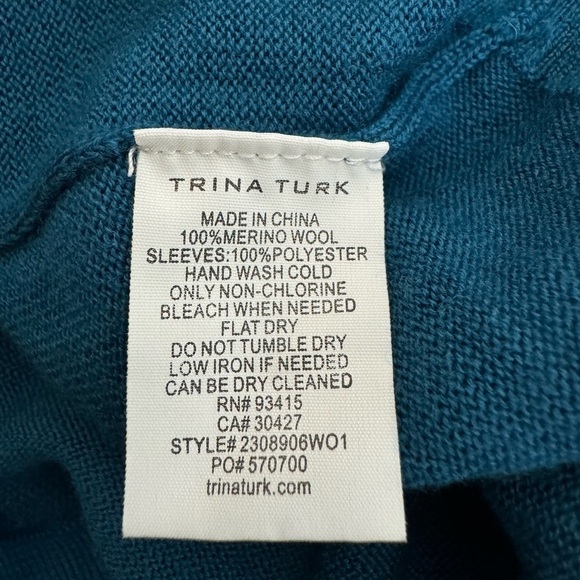 TRINA TURK
MADE IN CHINA
100%MERINO WOOL
SLEEVES:100%POLYESTER
HAND WASH COLD
ONLY NON-CHLORINE
BLEACH WHEN NEEDED
FLAT DRY
DO NOT TUMBLE DRY
LOW IRON IF NEEDED
CAN BE DRY CLEANED
RN# 93415
CA# 30427
STYLE# 2308906WO1
PO# 570700
trinaturk.com